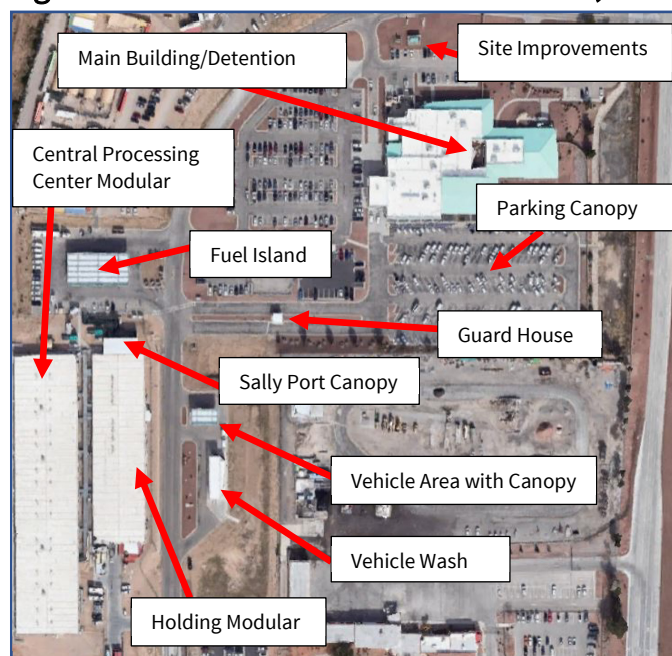 Main Building/Detention
Site Improvements
Central Processing
Center Modular
Parking Canopy
Fuel Island
Guard House
Sally Port Canopy
Vehicle Area with Canopy
Vehicle Wash
Holding Modular